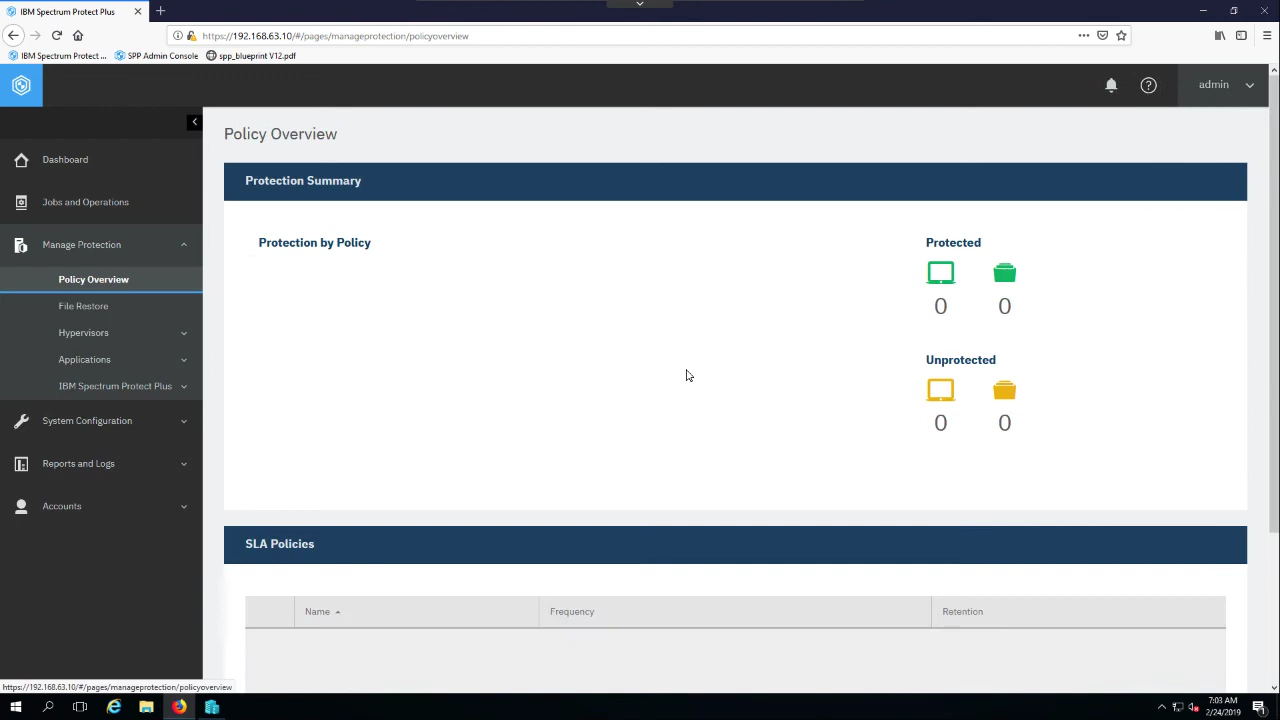 IBM Spectrum Protect Plus
https://192.168.63.10/#/pages/manageprotection/policyoverview
IBM Spectrum Protect ...
SPP Admin Console
spp_blueprint V12.pdf
admin
Policy Overview
Dashboard
Jobs and Operations
Manage Protection
Policy Overview
File Restore
Hypervisors
Applications
IBM Spectrum Protect Plus
System Configuration
Reports and Logs
Accounts
Protection Summary
Protection by Policy
Protected
0 0
Unprotected
0 0
SLA Policies
Name Frequency Retention
https://192.168.63.10/#/pages/manageprotection/policyoverview
7:03 AM
2/24/2019
1